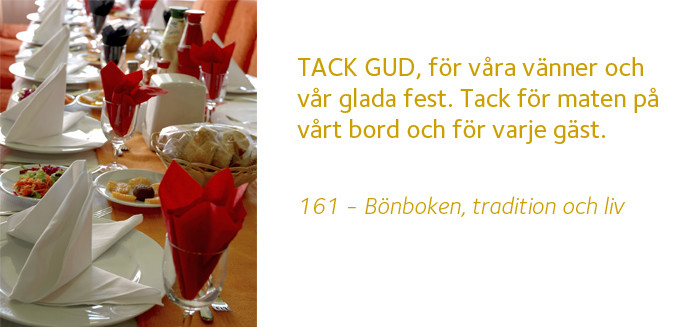 TACK GUD, för våra vänner och
vår glada fest. Tack för maten på
vårt bord och för varje gäst.
161 – Bönboken, tradition och liv